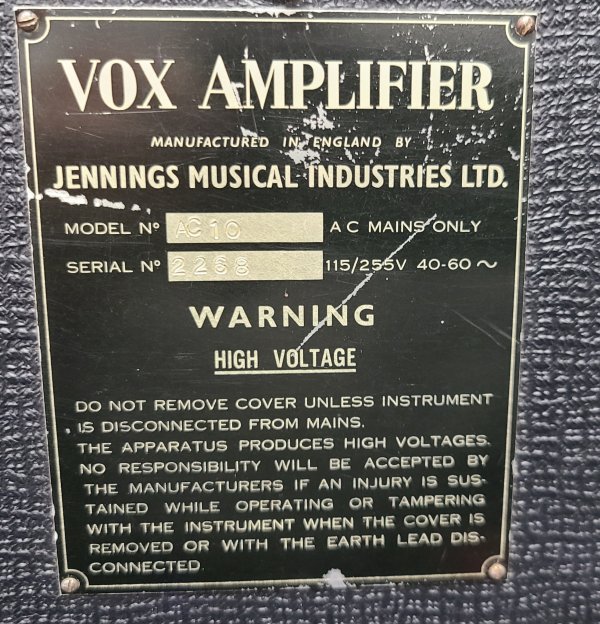 VOX AMPLIFIER
MANUFACTURED IN ENGLAND BY
JENNINGS MUSICAL INDUSTRIES LTD.
MODEL Nº AC10 A C MAINS ONLY
SERIAL Nº 2268 115/255V 40-60 ~
WARNING
HIGH VOLTAGE
DO NOT REMOVE COVER UNLESS INSTRUMENT
IS DISCONNECTED FROM MAINS.
THE APPARATUS PRODUCES HIGH VOLTAGES.
NO RESPONSIBILITY WILL BE ACCEPTED BY
THE MANUFACTURERS IF AN INJURY IS SUS-
TAINED WHILE OPERATING OR TAMPERING
WITH THE INSTRUMENT WHEN THE COVER IS
REMOVED OR WITH THE EARTH LEAD DIS-
CONNECTED.